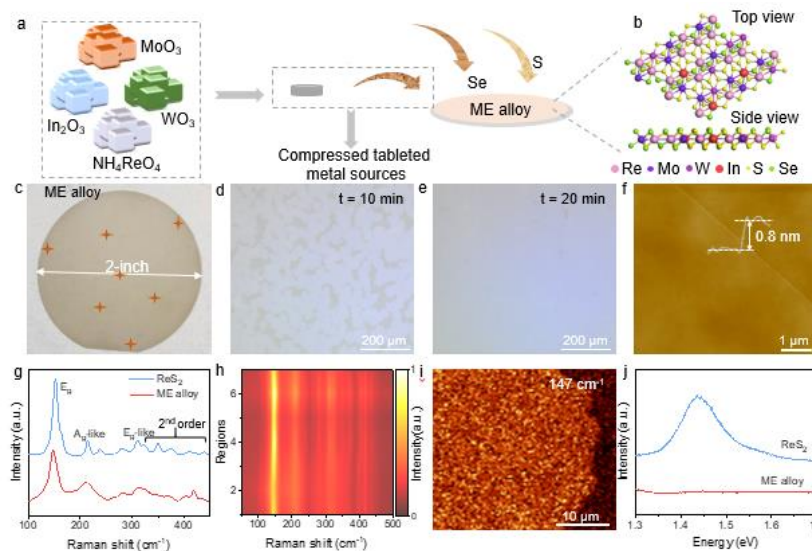 a
MoO₃
In₂O₃
WO₃
NH₄ReO₄
Compressed tableted
metal sources
Se
S
ME alloy
b
Top view
Side view
Re Mo W In S Se
c
ME alloy
2-inch
d
t = 10 min
200 µm
e
t = 20 min
200 µm
f
0.8 nm
1 µm
g
ReS₂
ME alloy
E_g
A_g-like
E_g-like
2nd order
Intensity(a.u.)
100 200 300 400
Raman shift (cm⁻¹)
h
Regions
6
4
2
100 200 300 400 500
Raman shift (cm⁻¹)
1
0
Intensity(a.u.)
i
147 cm⁻¹
10 µm
j
Intensity(a.u.)
ReS₂
ME alloy
1.3 1.4 1.5 1.6
Energy (eV)